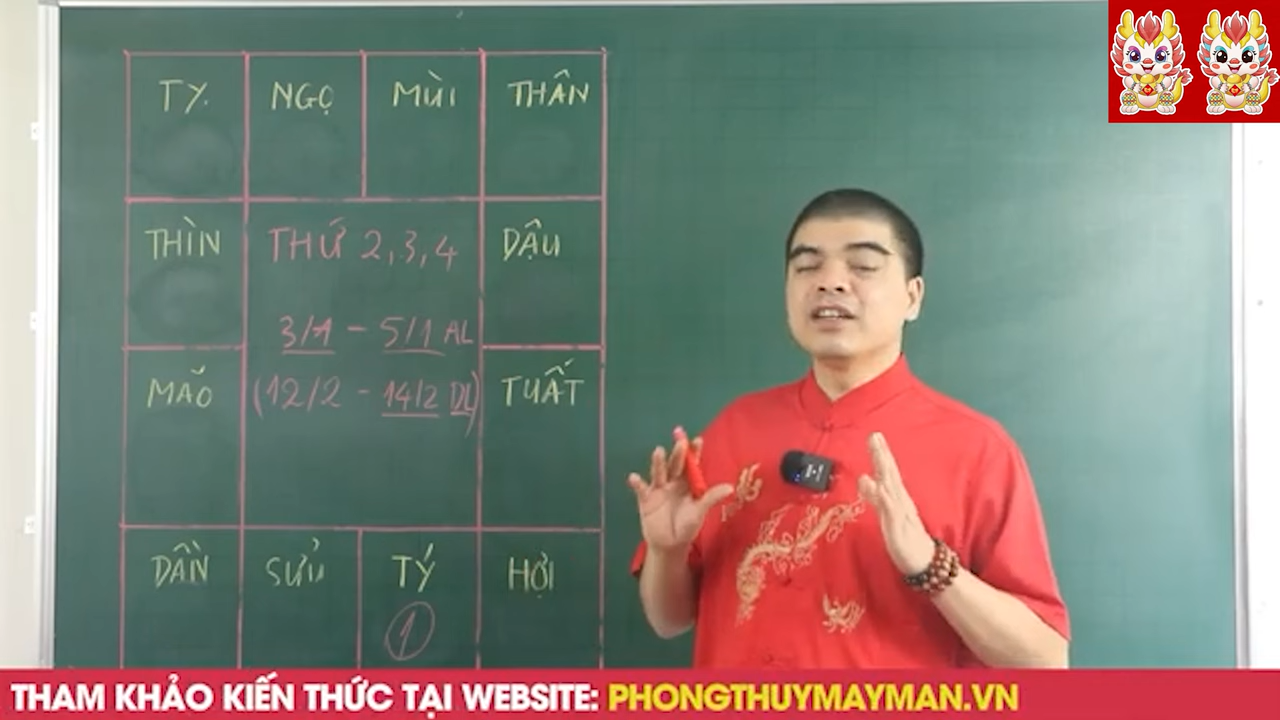 TY.
NGỌ
MÙI
THÂN
THÌN
THỨ 2,3,4
DẬU
3/1 - 5/1 AL
(12/2 - 14/2 DL)
MÃO
TUẤT
DẦN
SỬU
TÝ
HỢI
1
THAM KHẢO KIẾN THỨC TẠI WEBSITE: PHONGTHUYMAYMAN.VN